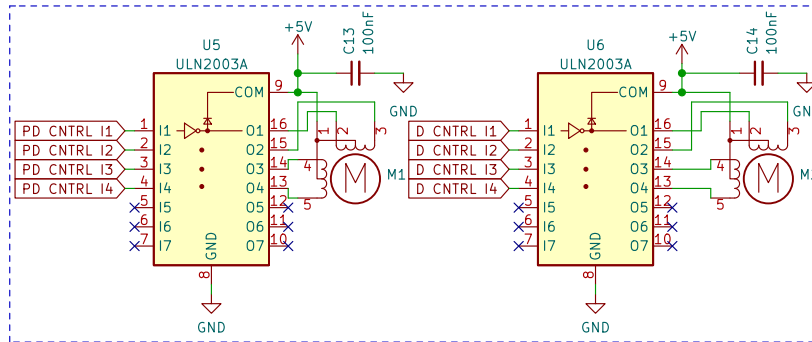 U5
ULN2003A
+5V
C13
100nF
GND
COM
9
PD CNTRL I1
PD CNTRL I2
PD CNTRL I3
PD CNTRL I4
1
2
3
4
5
6
7
I1
I2
I3
I4
I5
I6
I7
O1
O2
O3
O4
O5
O6
O7
16
15
14
13
12
11
10
GND
8
GND
1
2
3
4
5
M
M1
U6
ULN2003A
+5V
C14
100nF
COM
9
D CNTRL I1
D CNTRL I2
D CNTRL I3
D CNTRL I4
1
2
3
4
5
6
7
I1
I2
I3
I4
I5
I6
I7
O1
O2
O3
O4
O5
O6
O7
16
15
14
13
12
11
10
GND
8
GND
1
2
3
4
5
M